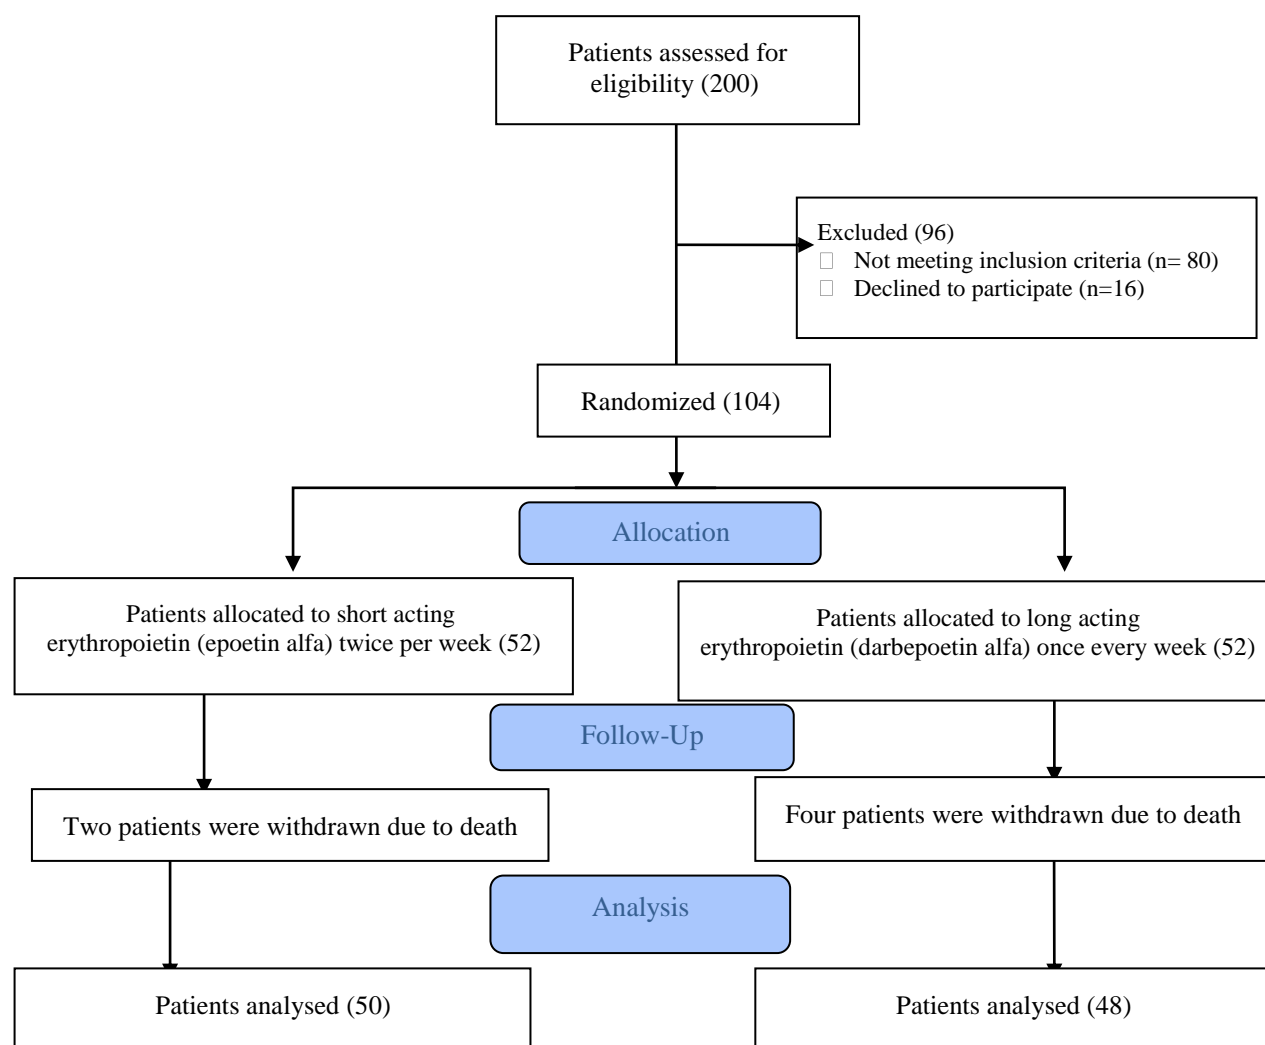 Patients assessed for
eligibility (200)
Excluded (96)
Not meeting inclusion criteria (n= 80)
Declined to participate (n=16)
Randomized (104)
Allocation
Patients allocated to short acting
erythropoietin (epoetin alfa) twice per week (52)
Patients allocated to long acting
erythropoietin (darbepoetin alfa) once every week (52)
Follow-Up
Two patients were withdrawn due to death
Four patients were withdrawn due to death
Analysis
Patients analysed (50)
Patients analysed (48)